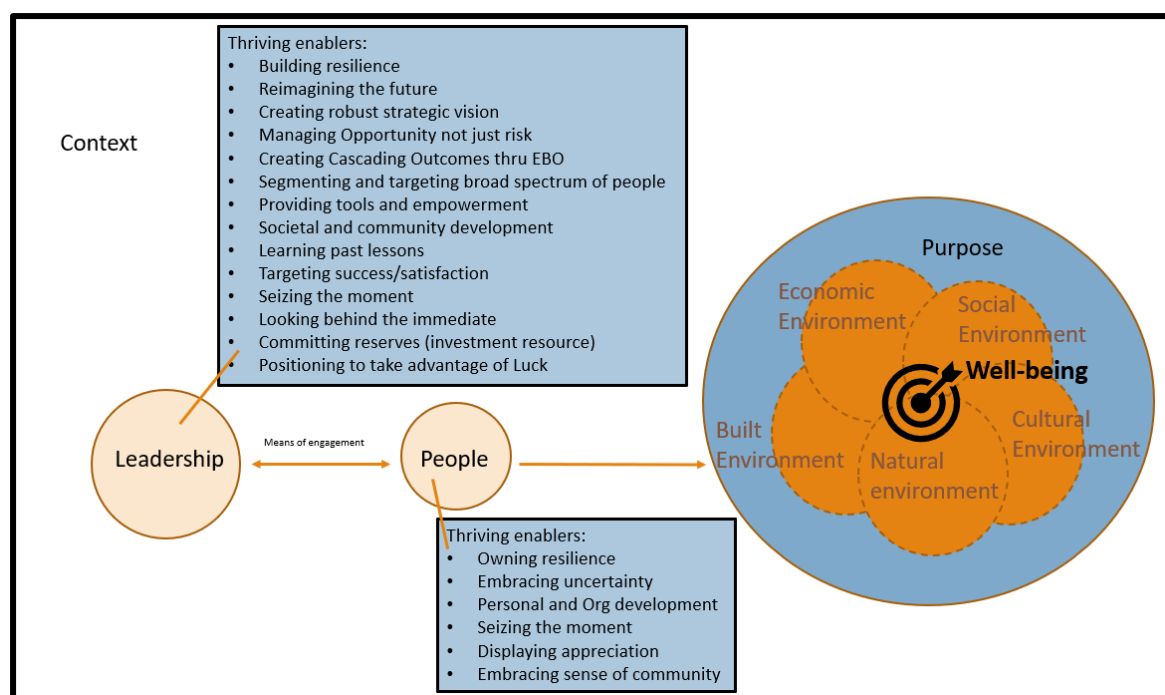 Context
Thriving enablers:
• Building resilience
• Reimagining the future
• Creating robust strategic vision
• Managing Opportunity not just risk
• Creating Cascading Outcomes thru EBO
• Segmenting and targeting broad spectrum of people
• Providing tools and empowerment
• Societal and community development
• Learning past lessons
• Targeting success/satisfaction
• Seizing the moment
• Looking behind the immediate
• Committing reserves (investment resource)
• Positioning to take advantage of Luck
Leadership
Means of engagement
People
Thriving enablers:
• Owning resilience
• Embracing uncertainty
• Personal and Org development
• Seizing the moment
• Displaying appreciation
• Embracing sense of community
Purpose
Economic
Environment
Social
Environment
Well-being
Built
Environment
Cultural
Environment
Natural
environment